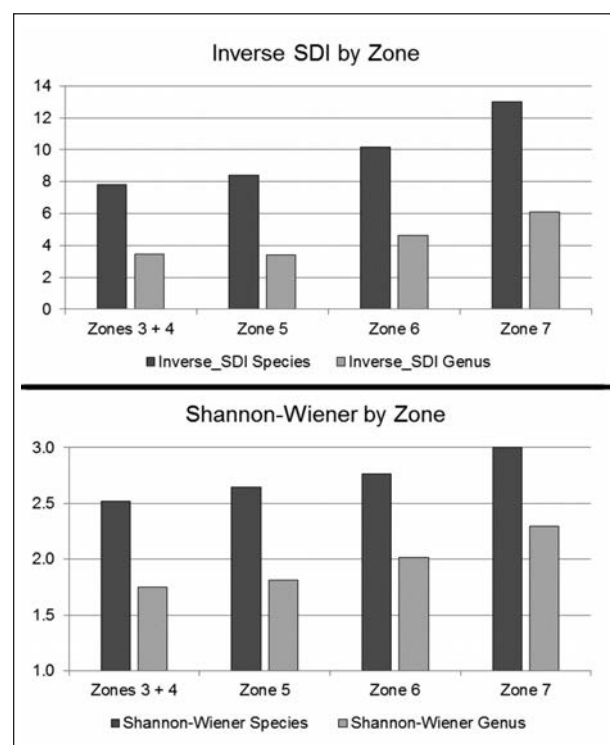 Inverse SDI by Zone
14
12
10
8
6
4
2
0
Zones 3 + 4 Zone 5 Zone 6 Zone 7
Inverse_SDI Species Inverse_SDI Genus
Shannon-Wiener by Zone
3.0
2.5
2.0
1.5
1.0
Zones 3 + 4 Zone 5 Zone 6 Zone 7
Shannon-Wiener Species Shannon-Wiener Genus